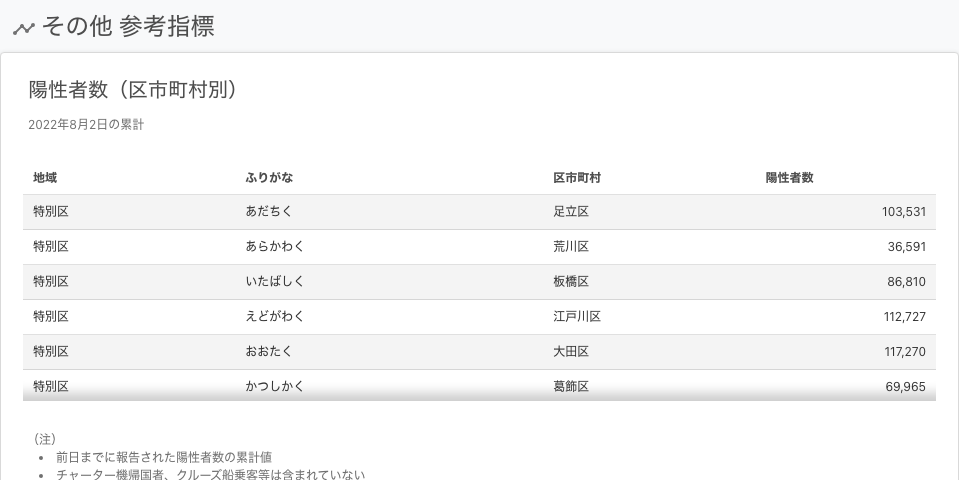 その他 参考指標
陽性者数（区市町村別）
2022年8月2日の累計
地域 ふりがな 区市町村 陽性者数
特別区 あだちく 足立区 103,531
特別区 あらかわく 荒川区 36,591
特別区 いたばしく 板橋区 86,810
特別区 えどがわく 江戸川区 112,727
特別区 おおたく 大田区 117,270
特別区 かつしかく 葛飾区 69,965
（注）
• 前日までに報告された陽性者数の累計値
• チャーター機帰国者、クルーズ船乗客等は含まれていない